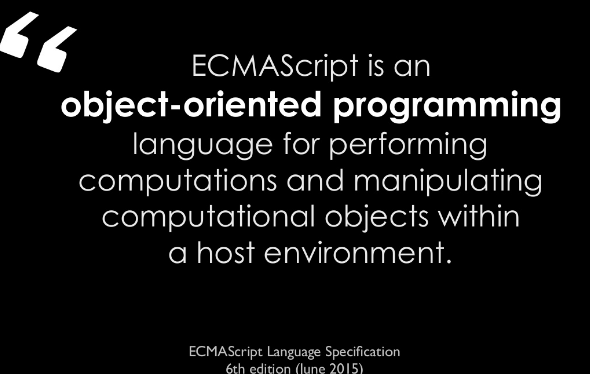 “
ECMAScript is an
object-oriented programming
language for performing
computations and manipulating
computational objects within
a host environment.
ECMAScript Language Specification
6th edition (June 2015)